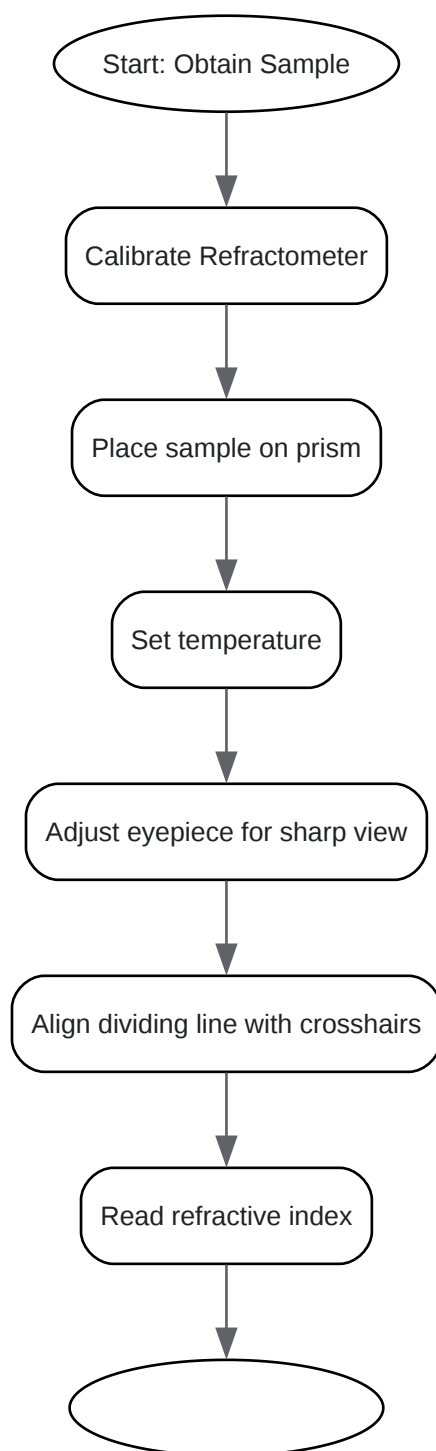 Start: Obtain Sample
Calibrate Refractometer
Place sample on prism
Set temperature
Adjust eyepiece for sharp view
Align dividing line with crosshairs
Read refractive index